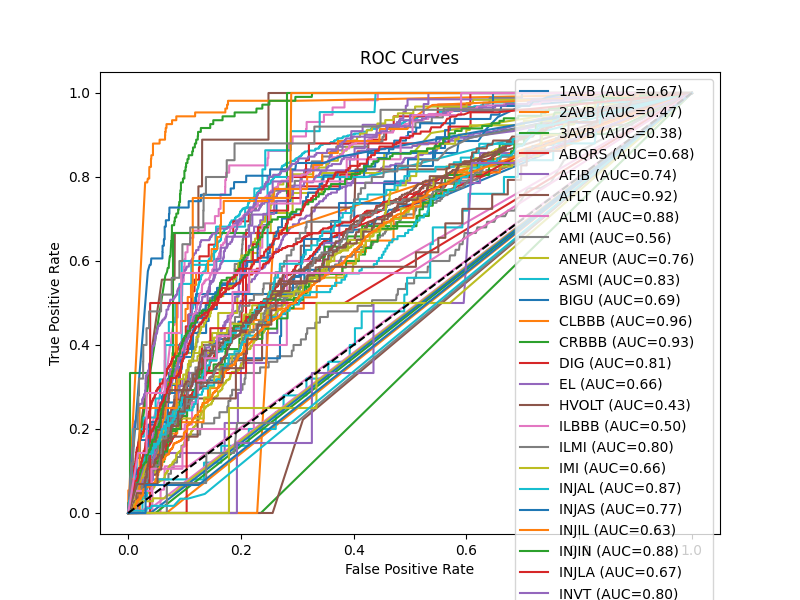 ROC Curves
True Positive Rate
1.0
0.8
0.6
0.4
0.2
0.0
0.0 0.2 0.4 0.6 1.0
False Positive Rate
1AVB (AUC=0.67)
2AVB (AUC=0.47)
3AVB (AUC=0.38)
ABQRS (AUC=0.68)
AFIB (AUC=0.74)
AFLT (AUC=0.92)
ALMI (AUC=0.88)
AMI (AUC=0.56)
ANEUR (AUC=0.76)
ASMI (AUC=0.83)
BIGU (AUC=0.69)
CLBBB (AUC=0.96)
CRBBB (AUC=0.93)
DIG (AUC=0.81)
EL (AUC=0.66)
HVOLT (AUC=0.43)
ILBBB (AUC=0.50)
ILMI (AUC=0.80)
IMI (AUC=0.66)
INJAL (AUC=0.87)
INJAS (AUC=0.77)
INJIL (AUC=0.63)
INJIN (AUC=0.88)
INJLA (AUC=0.67)
INVT (AUC=0.80)